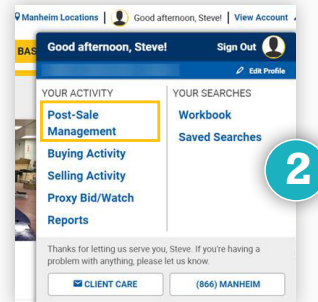 Manheim Locations | Good afternoon, Steve! | View Account
BAS
Good afternoon, Steve! Sign Out
Edit Profile
YOUR ACTIVITY YOUR SEARCHES
Post-Sale Workbook
Management Saved Searches
Buying Activity
Selling Activity
Proxy Bid/Watch
Reports
2
Thanks for letting us serve you, Steve. If you're having a
problem with anything, please let us know.
CLIENT CARE (866) MANHEIM